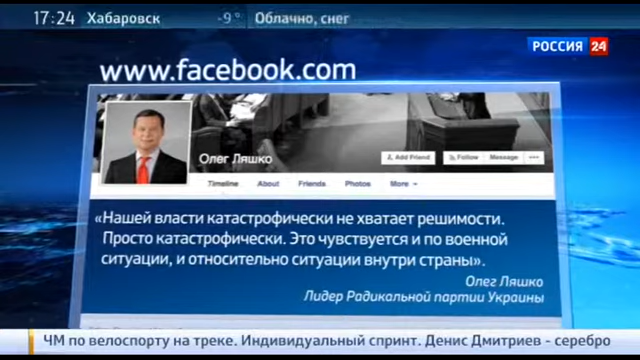 17:24 Хабаровск -9° Облачно, снег
РОССИЯ 24
www.facebook.com
Олег Ляшко
Add Friend Follow Message ...
Timeline About Friends Photos More
«Нашей власти катастрофически не хватает решимости.
Просто катастрофически. Это чувствуется и по военной
ситуации, и относительно ситуации внутри страны».
Олег Ляшко
Лидер Радикальной партии Украины
ЧМ по велоспорту на треке. Индивидуальный спринт. Денис Дмитриев - серебро